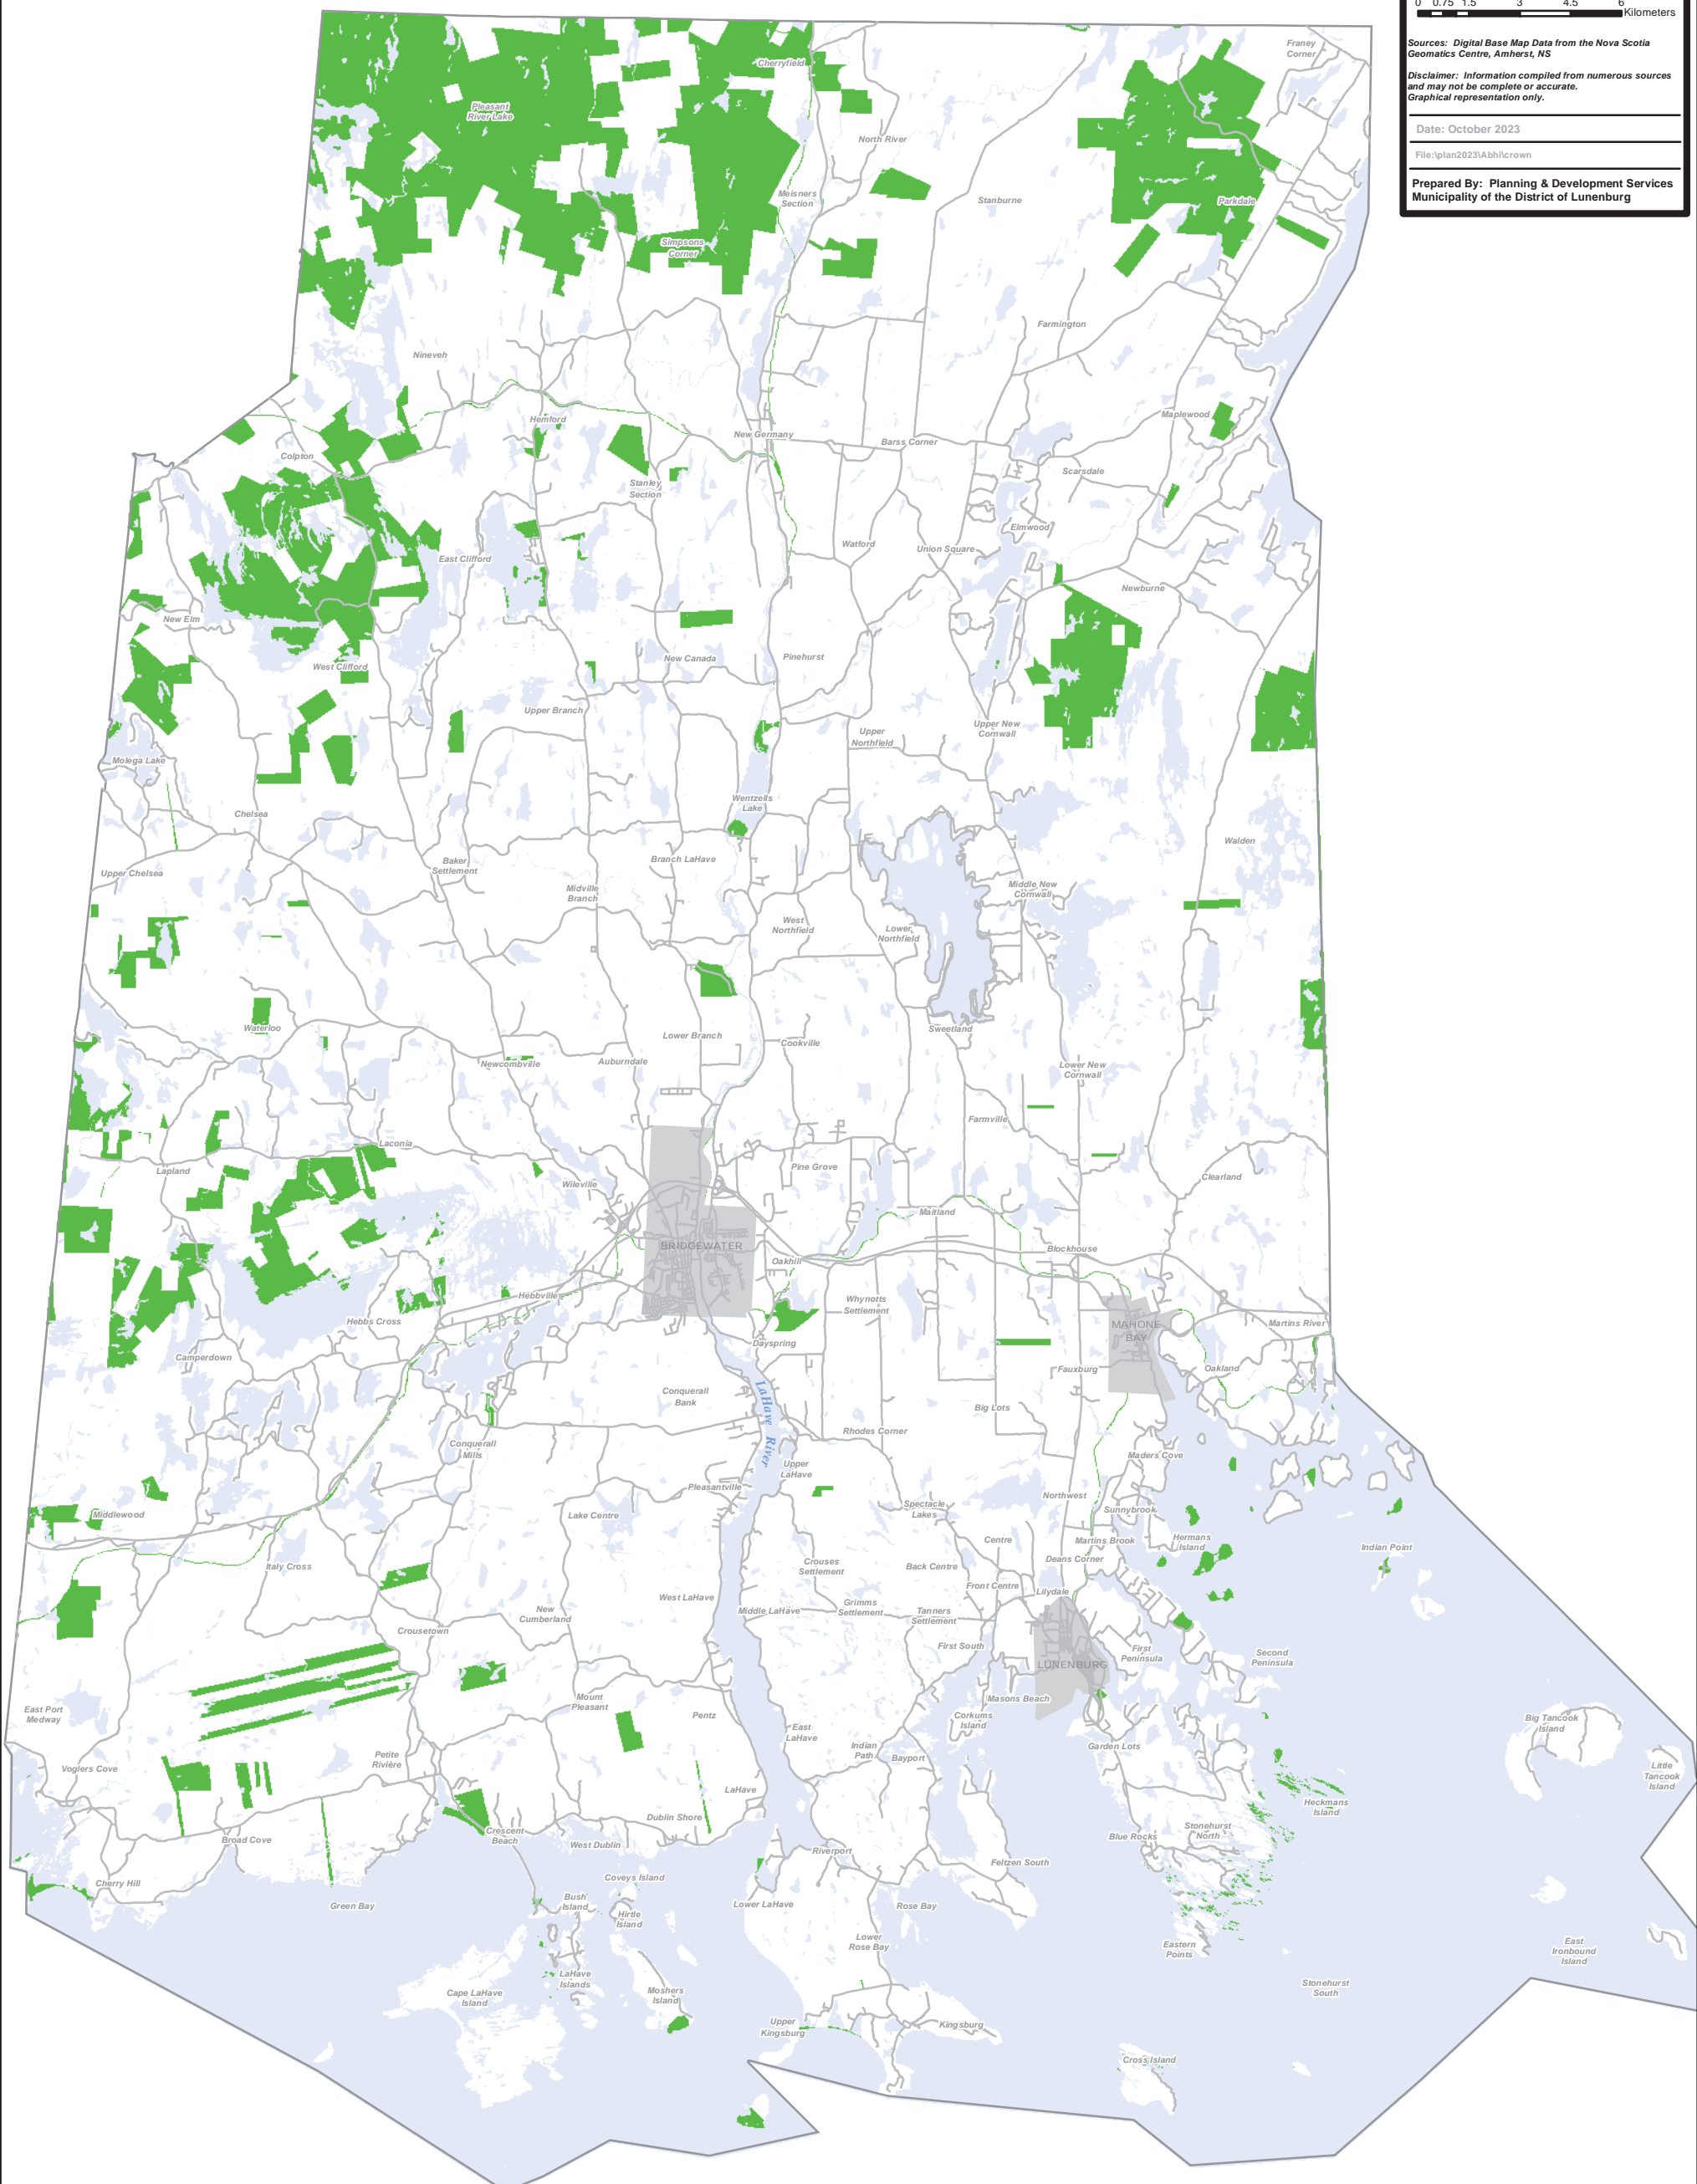 0 0.75 1.5 3 4.5 6
Kilometers
Sources: Digital Base Map Data from the Nova Scotia
Geomatics Centre, Amherst, NS
Disclaimer: Information compiled from numerous sources
and may not be complete or accurate.
Graphical representation only.
Date: October 2023
File:\plan2023\Abhi\crown
Prepared By: Planning & Development Services
Municipality of the District of Lunenburg
Franey
Corner
Cherryfield
Pleasant
River Lake
North River
Meisners
Section
Stanburne
Parkdale
Simpsons
Corner
Farmington
Nineveh
Maplewood
Hemford
New Germany
Barss Corner
Colpton
Scarsdale
Stanley
Section
Elmwood
Watford
Union Square
East Clifford
Newburne
New Elm
New Canada
Pinehurst
West Clifford
Upper Branch
Upper New
Cornwall
Upper
Northfield
Molega Lake
Wentzells
Lake
Chelsea
Walden
Branch LaHave
Baker
Settlement
Upper Chelsea
Midville
Branch
Middle New
Cornwall
West
Northfield
Lower
Northfield
Waterloo
Sweetland
Lower Branch
Cookville
Newcombville
Auburndale
Lower New
Cornwall
Farmville
Laconia
Pine Grove
Lapland
Clearland
Wileville
Maitland
BRIDGEWATER
Blockhouse
Oakhill
Hebbville
Whynotts
Settlement
Hebbs Cross
MAHONE
BAY
Martins River
Dayspring
Camperdown
Fauxburg
Oakland
Conquerall
Bank
LaHave River
Big Lots
Rhodes Corner
Conquerall
Mills
Maders Cove
Upper
LaHave
Pleasantville
Northwest
Spectacle
Lakes
Sunnybrook
Middlewood
Lake Centre
Centre
Martins Brook
Hermans
Island
Indian Point
Deans Corner
Italy Cross
Crouses
Settlement
Back Centre
Front Centre
Lilydale
West LaHave
Middle LaHave
Grimms
Settlement
Tanners
Settlement
New
Cumberland
Crousetown
First South
First
Peninsula
Second
Peninsula
LUNENBURG
Masons Beach
Mount
Pleasant
East Port
Medway
Pentz
Corkums
Island
Big Tancook
Island
East
LaHave
Garden Lots
Indian
Path
Bayport
Petite
Rivière
Voglers Cove
Little
Tancook
Island
LaHave
Heckmans
Island
Dublin Shore
Crescent
Beach
Stonehurst
North
Blue Rocks
Broad Cove
West Dublin
Riverport
Feltzen South
Coveys Island
Cherry Hill
Bush
Island
Green Bay
Lower LaHave
Rose Bay
Hirtle
Island
Lower
Rose Bay
Eastern
Points
East
Ironbound
Island
LaHave
Islands
Stonehurst
South
Cape LaHave
Island
Moshers
Island
Upper
Kingsburg
Kingsburg
Cross Island